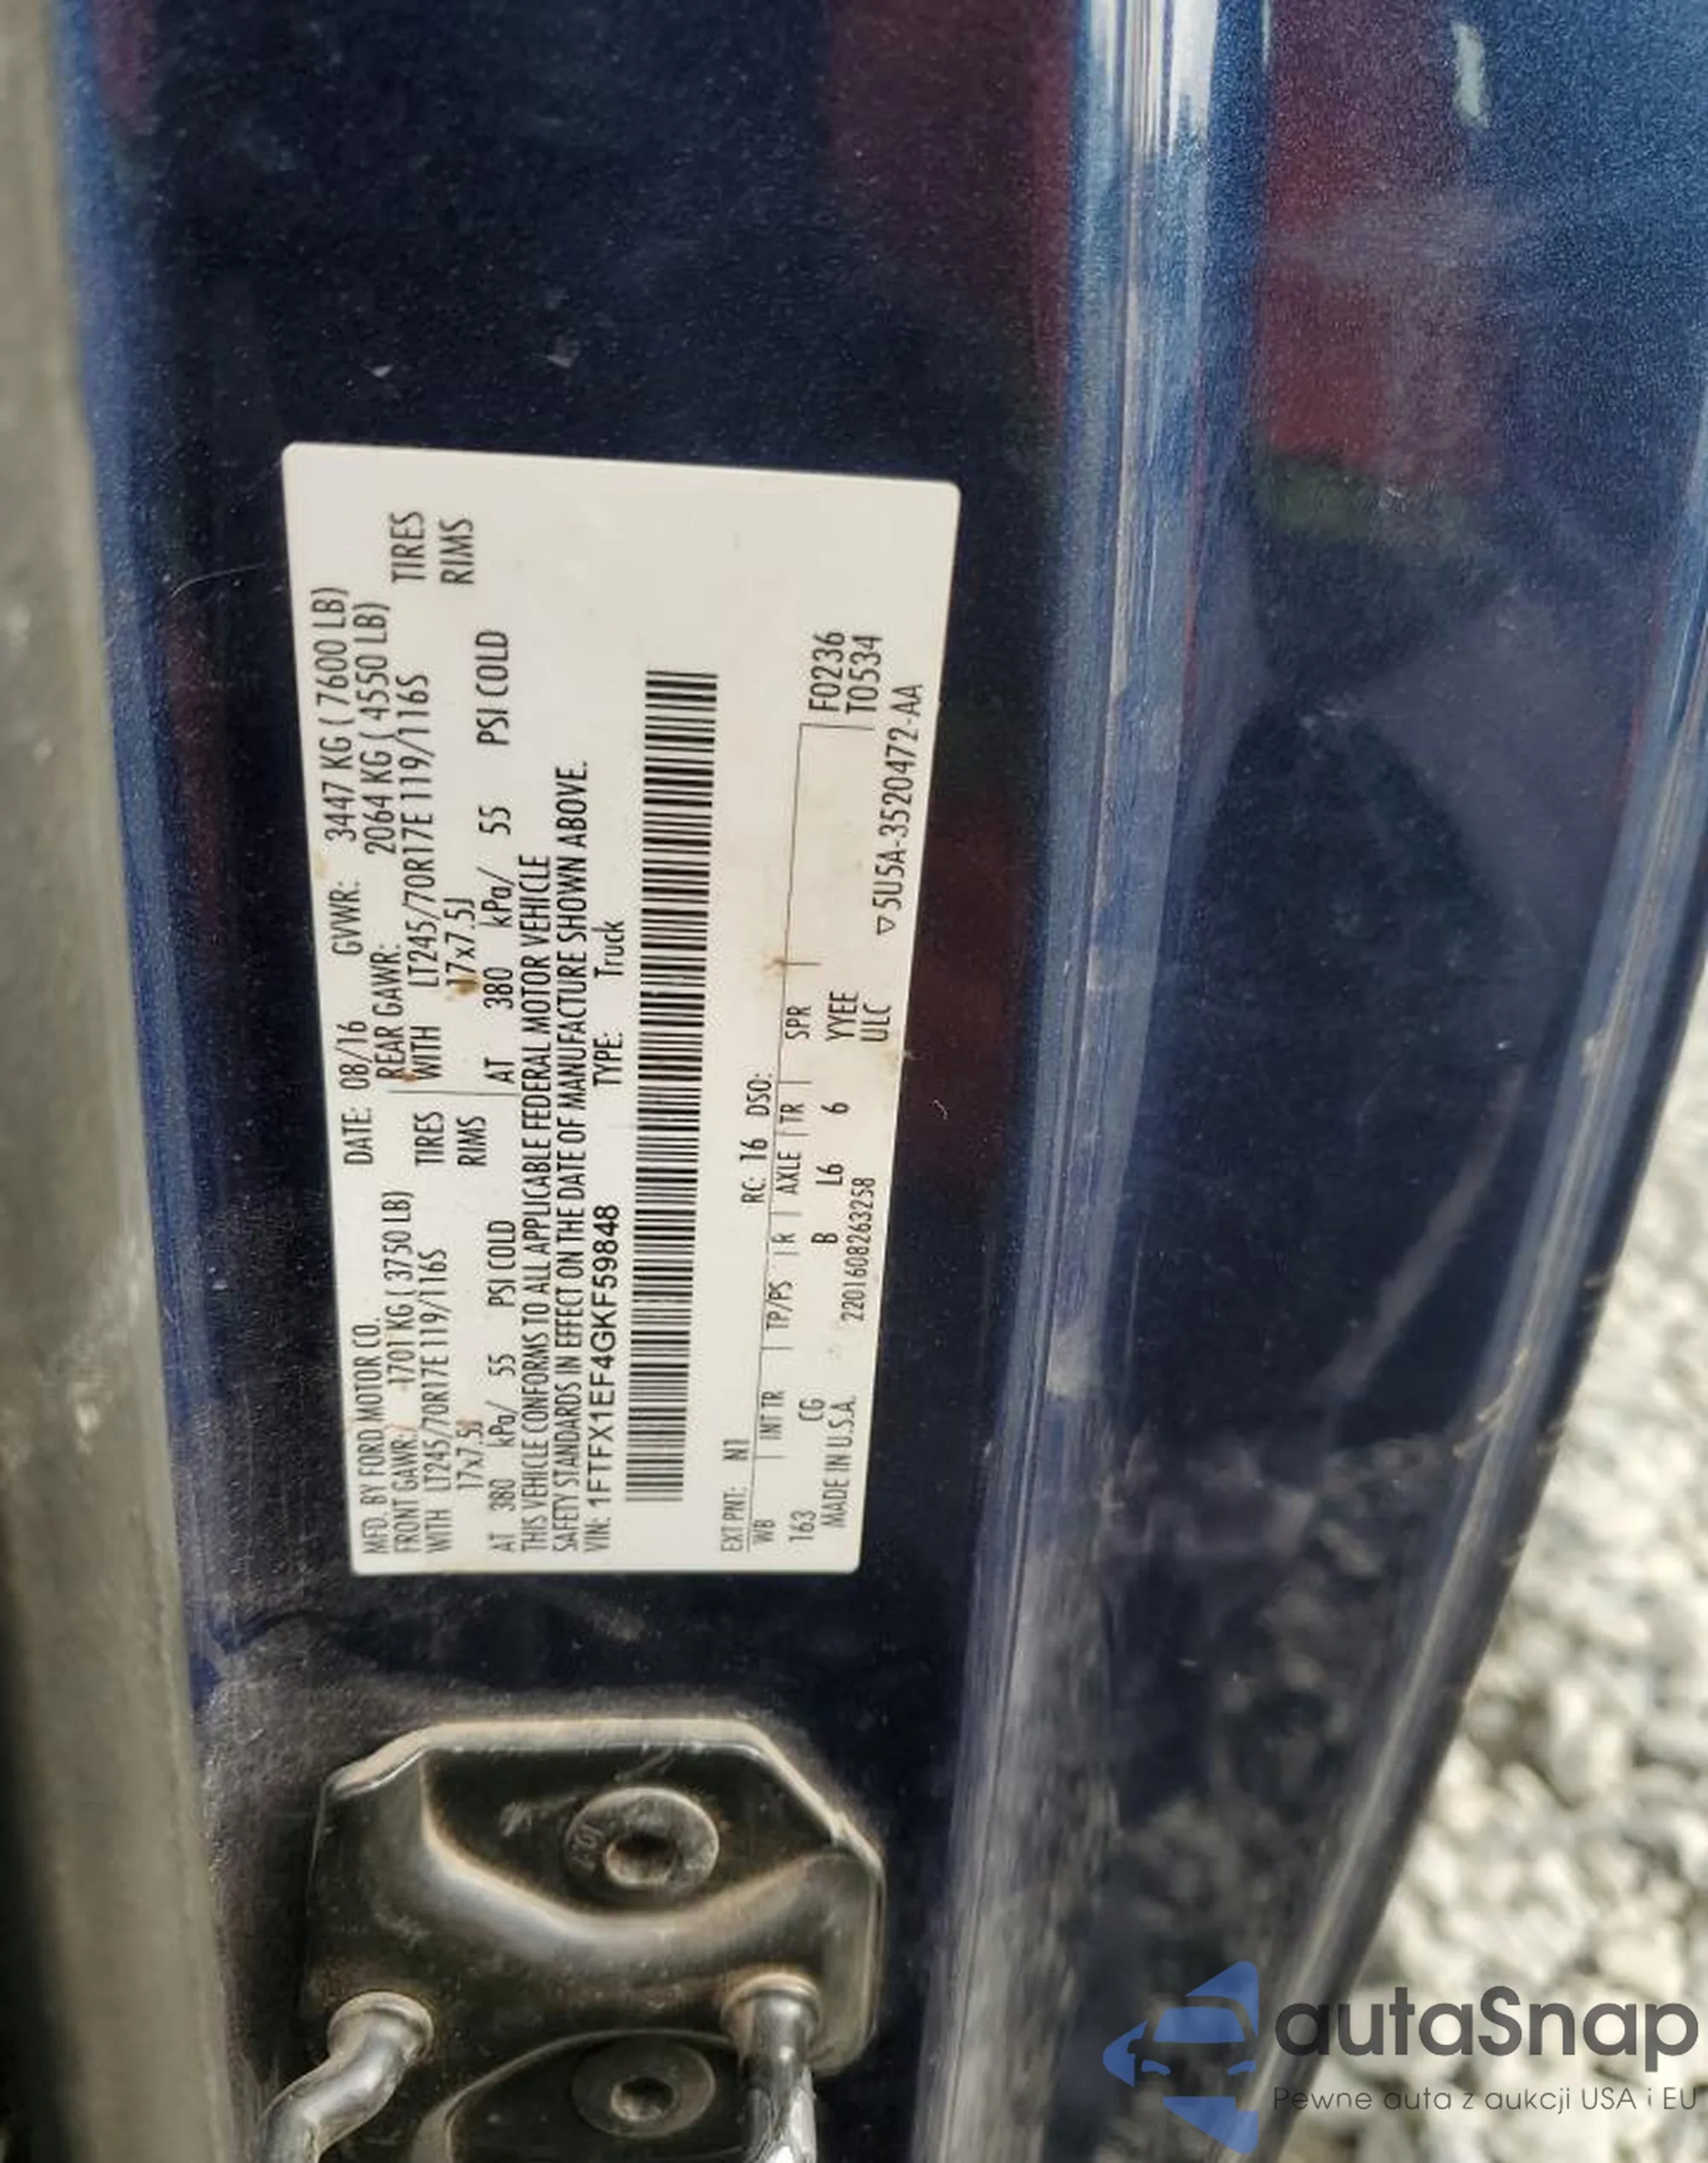 MFD. BY FORD MOTOR CO. DATE: 08/16 GVWR: 3447 KG ( 7600 LB)
FRONT GAWR: 1701 KG ( 3750 LB) REAR GAWR: 2064 KG ( 4550 LB)
WITH LT245/70R17E 119/116S TIRES WITH LT245/70R17E 119/116S TIRES
17x7.5J RIMS 17x7.5J RIMS
AT 380 kPa/ 55 PSI COLD AT 380 kPa/ 55 PSI COLD
THIS VEHICLE CONFORMS TO ALL APPLICABLE FEDERAL MOTOR VEHICLE
SAFETY STANDARDS IN EFFECT ON THE DATE OF MANUFACTURE SHOWN ABOVE.
VIN: 1FTFX1EF4GKF59848 TYPE: Truck
EXT PNT: N1 RC: 16 DSO:
WB INT TR TP/PS R AXLE TR SPR F0236
163 CG B L6 6 YYEE T0534
MADE IN U.S.A. 220160826325​8 ULC
▽5U5A-3520472-AA
autaSnap
Pewne auta z aukcji USA i EU